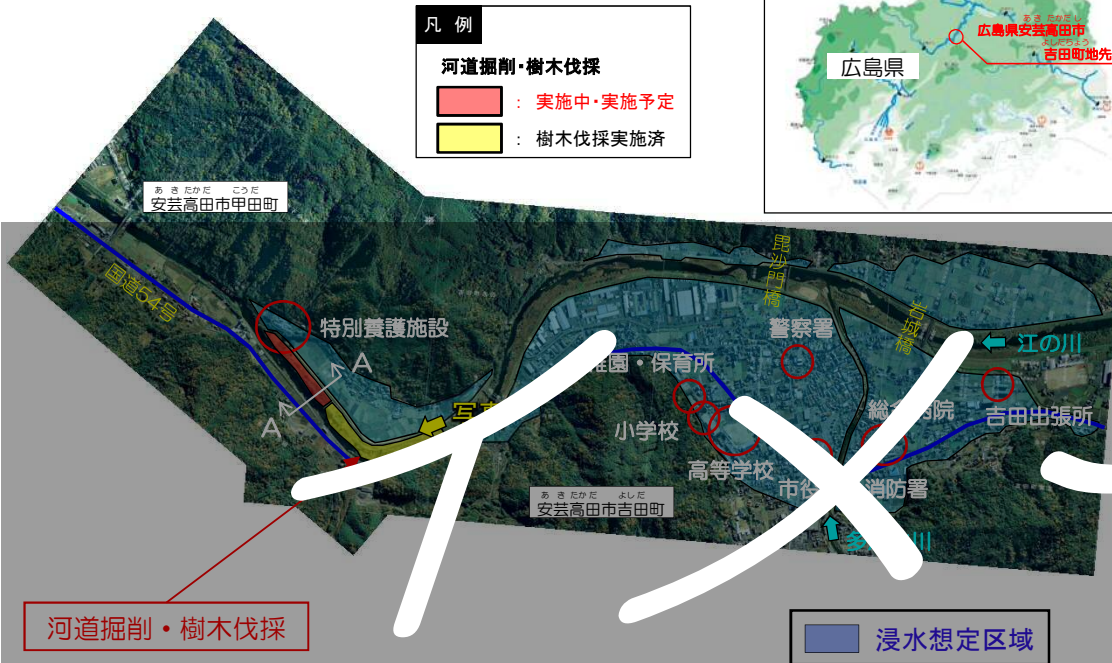 凡 例
河道掘削・樹木伐採
： 実施中・実施予定
： 樹木伐採実施済
あき たかだ し
広島県安芸高田市
よしだちょう
吉田町地先
広島県
あき たかだ こうだ
安芸高田市甲田町
国道54号
特別養護施設
A
A
写
毘沙門橋
岩城橋
江の川
警察署
園・保育所
小学校
高等学校
総合病院
吉田出張所
市役
消防署
多
川
あき たかだ よしだ
安芸高田市吉田町
イメー
河道掘削・樹木伐採
浸水想定区域